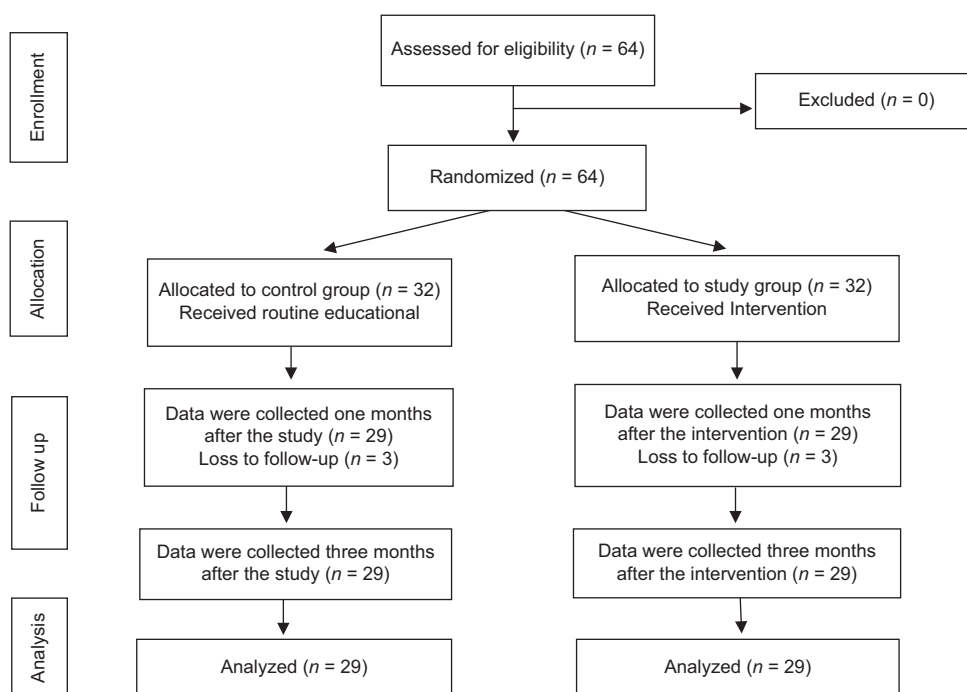 Enrollment
Assessed for eligibility (n = 64)
Excluded (n = 0)
Randomized (n = 64)
Allocation
Allocated to control group (n = 32)
Received routine educational
Allocated to study group (n = 32)
Received Intervention
Follow up
Data were collected one months
after the study (n = 29)
Loss to follow-up (n = 3)
Data were collected one months
after the intervention (n = 29)
Loss to follow-up (n = 3)
Data were collected three months
after the study (n = 29)
Data were collected three months
after the intervention (n = 29)
Analysis
Analyzed (n = 29)
Analyzed (n = 29)